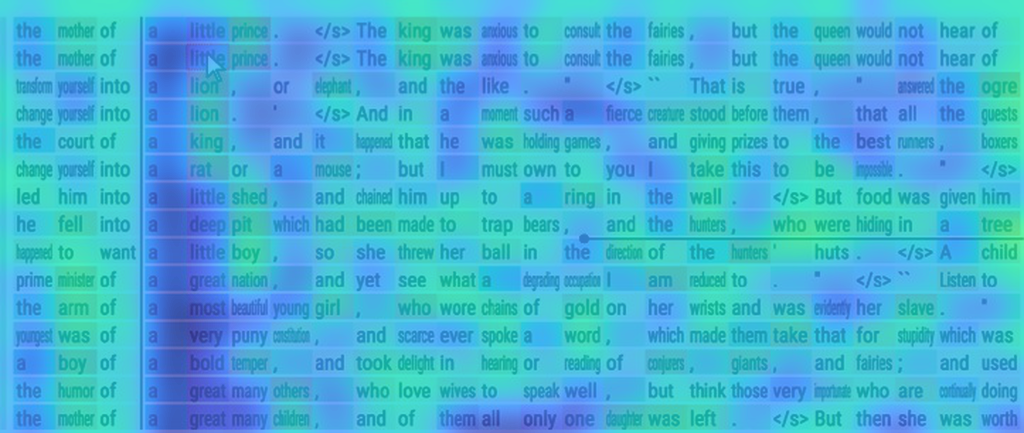 the mother of a little prince . </s> The king was anxious to consult the fairies , but the queen would not hear of
the mother of a little prince . </s> The king was anxious to consult the fairies , but the queen would not hear of
transform yourself into a lion , or elephant , and the like . " </s> `` That is true , " answered the ogre
change yourself into a lion . ' </s> And in a moment such a fierce creature stood before them , that all the guests
the court of a king , and it happened that he was holding games , and giving prizes to the best runners , boxers
change yourself into a rat or a mouse ; but I must own to you I take this to be impossible . " </s>
led him into a little shed , and chained him up to a ring in the wall . </s> But food was given him
he fell into a deep pit which had been made to trap bears , and the hunters , who were hiding in a tree
happened to want a little boy , so she threw her ball in the direction of the hunters ' huts . </s> A child
prime minister of a great nation , and yet see what a degrading occupation I am reduced to . " </s> `` Listen to
the arm of a most beautiful young girl , who wore chains of gold on her wrists and was evidently her slave . "
youngest was of a very puny constitution , and scarce ever spoke a word , which made them take that for stupidity which was
a boy of a bold temper , and took delight in hearing or reading of conjurers , giants , and fairies ; and used
the humor of a great many others , who love wives to speak well , but think those very importunate who are continually doing
the mother of a great many children , and of them all only one daughter was left . </s> But then she was worth